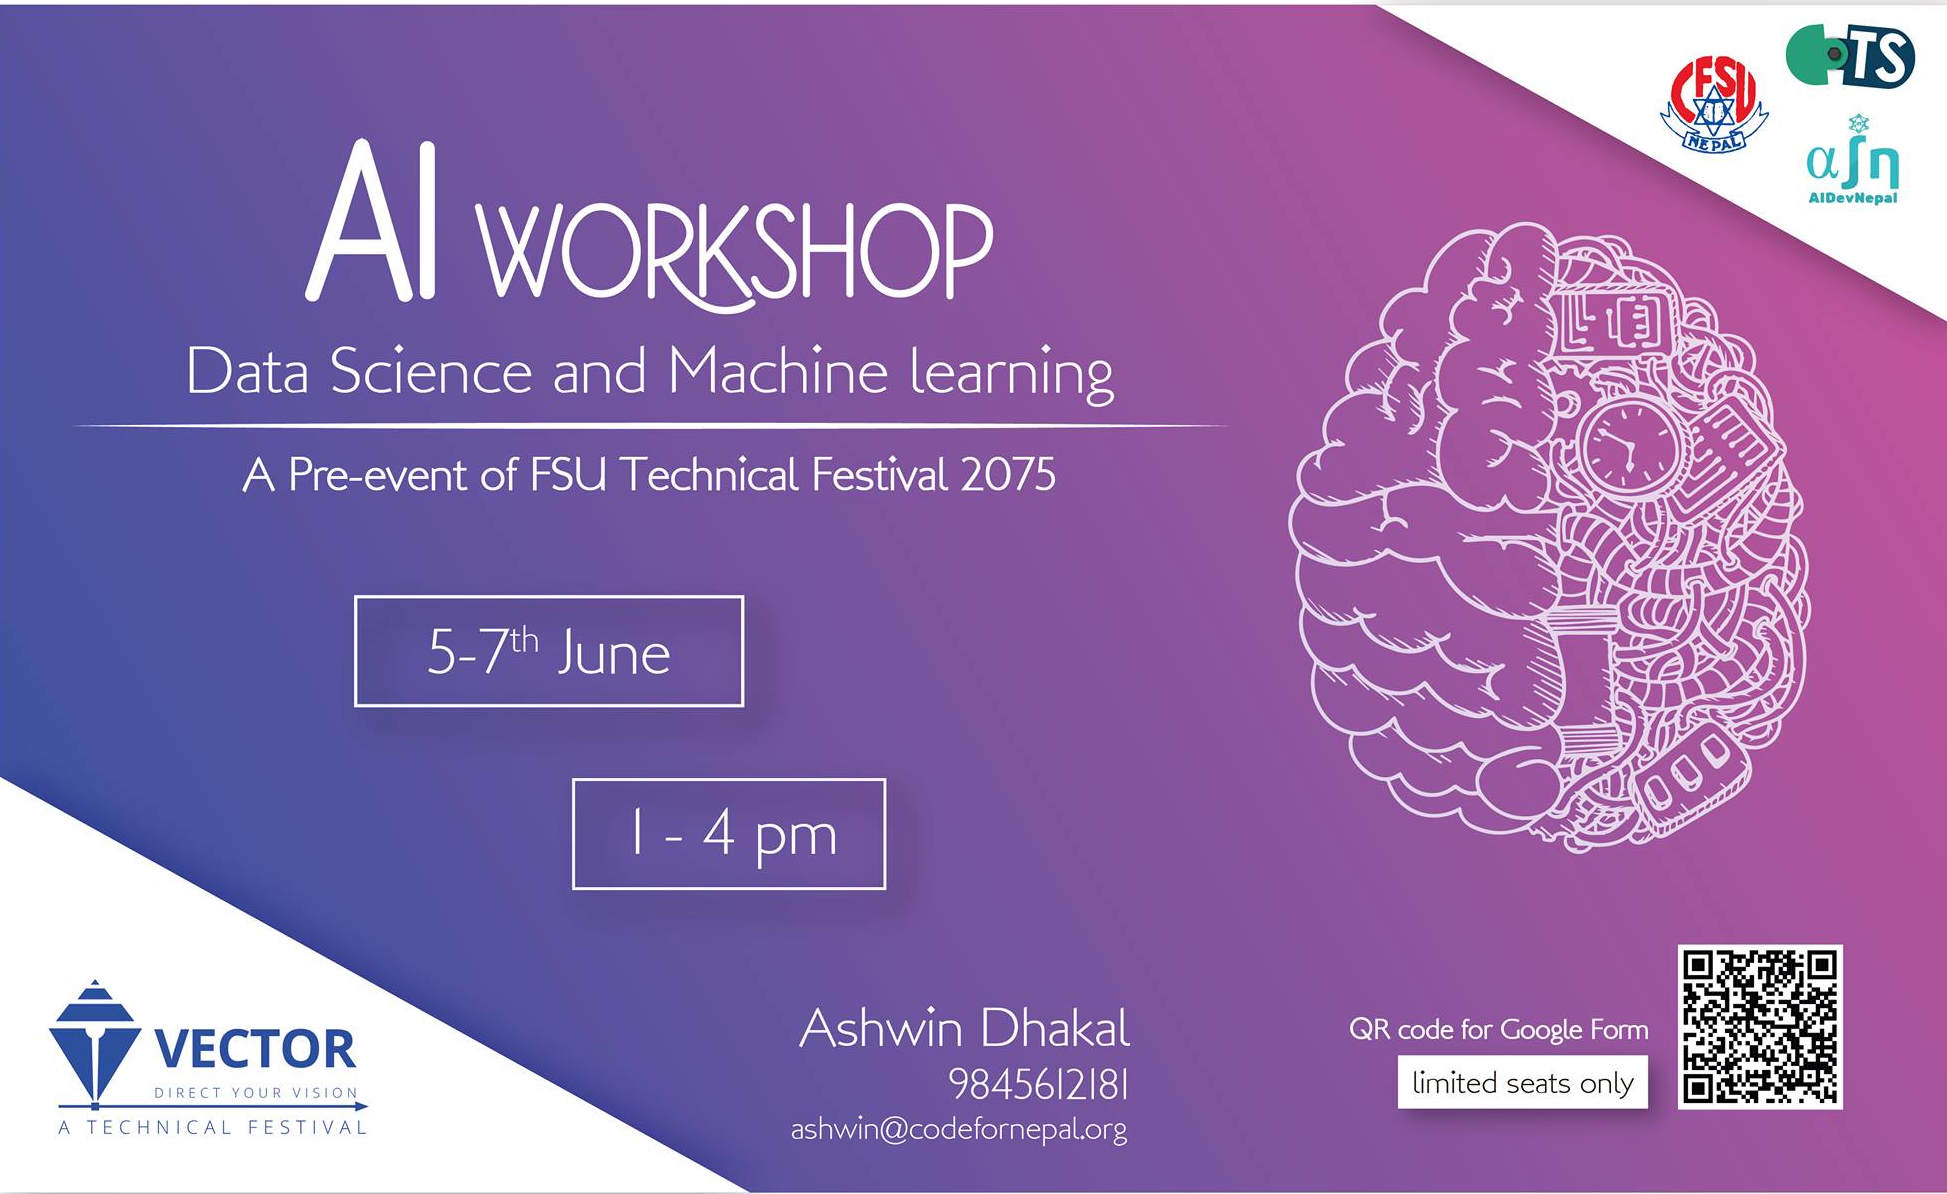 TS
CFSU
NEPAL
αʃη
AIDevNepal
AI WORKSHOP
Data Science and Machine learning
A Pre-event of FSU Technical Festival 2075
5-7th June
1 - 4 pm
VECTOR
DIRECT YOUR VISION
A TECHNICAL FESTIVAL
Ashwin Dhakal
9845612181
ashwin@codefornepal.org
QR code for Google Form
limited seats only